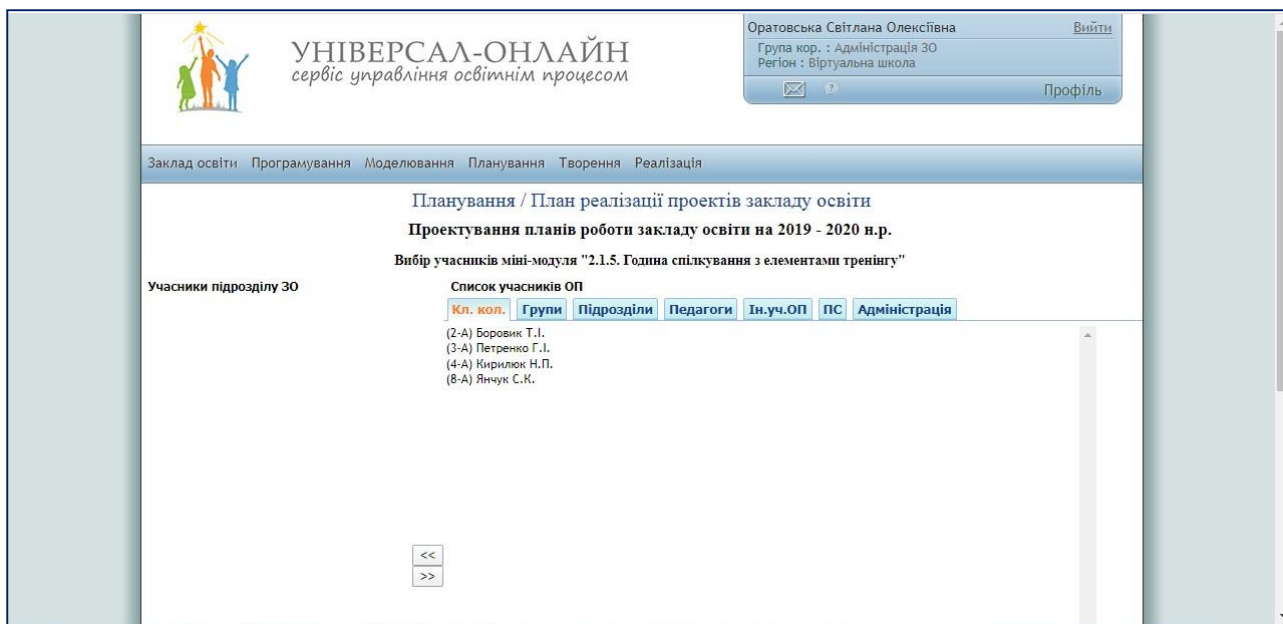 УНІВЕРСАЛ-ОНЛАЙН
сервіс управління освітнім процесом
Оратовська Світлана Олексіївна Вийти
Група кор. : Адміністрація ЗО
Регіон : Віртуальна школа
? Профіль
Заклад освіти Програмування Моделювання Планування Творення Реалізація
Планування / План реалізації проектів закладу освіти
Проектування планів роботи закладу освіти на 2019 - 2020 н.р.
Вибір учасників міні-модуля "2.1.5. Година спілкування з елементами тренінгу"
Учасники підрозділу ЗО Список учасників ОП
Кл. кол. Групи Підрозділи Педагоги Ін.уч.ОП ПС Адміністрація
(2-А) Боровик Т.І.
(3-А) Петренко Г.І.
(4-А) Кирилюк Н.П.
(8-А) Янчук С.К.
<<
>>